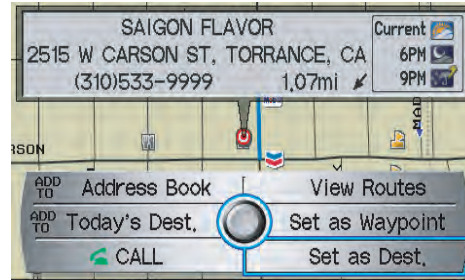 SAIGON FLAVOR
2515 W CARSON ST, TORRANCE, CA
(310)533-9999 1.07mi
Current
6PM
9PM
MAD
RSON
ADD TO Address Book
View Routes
ADD TO Today's Dest.
Set as Waypoint
CALL
Set as Dest.